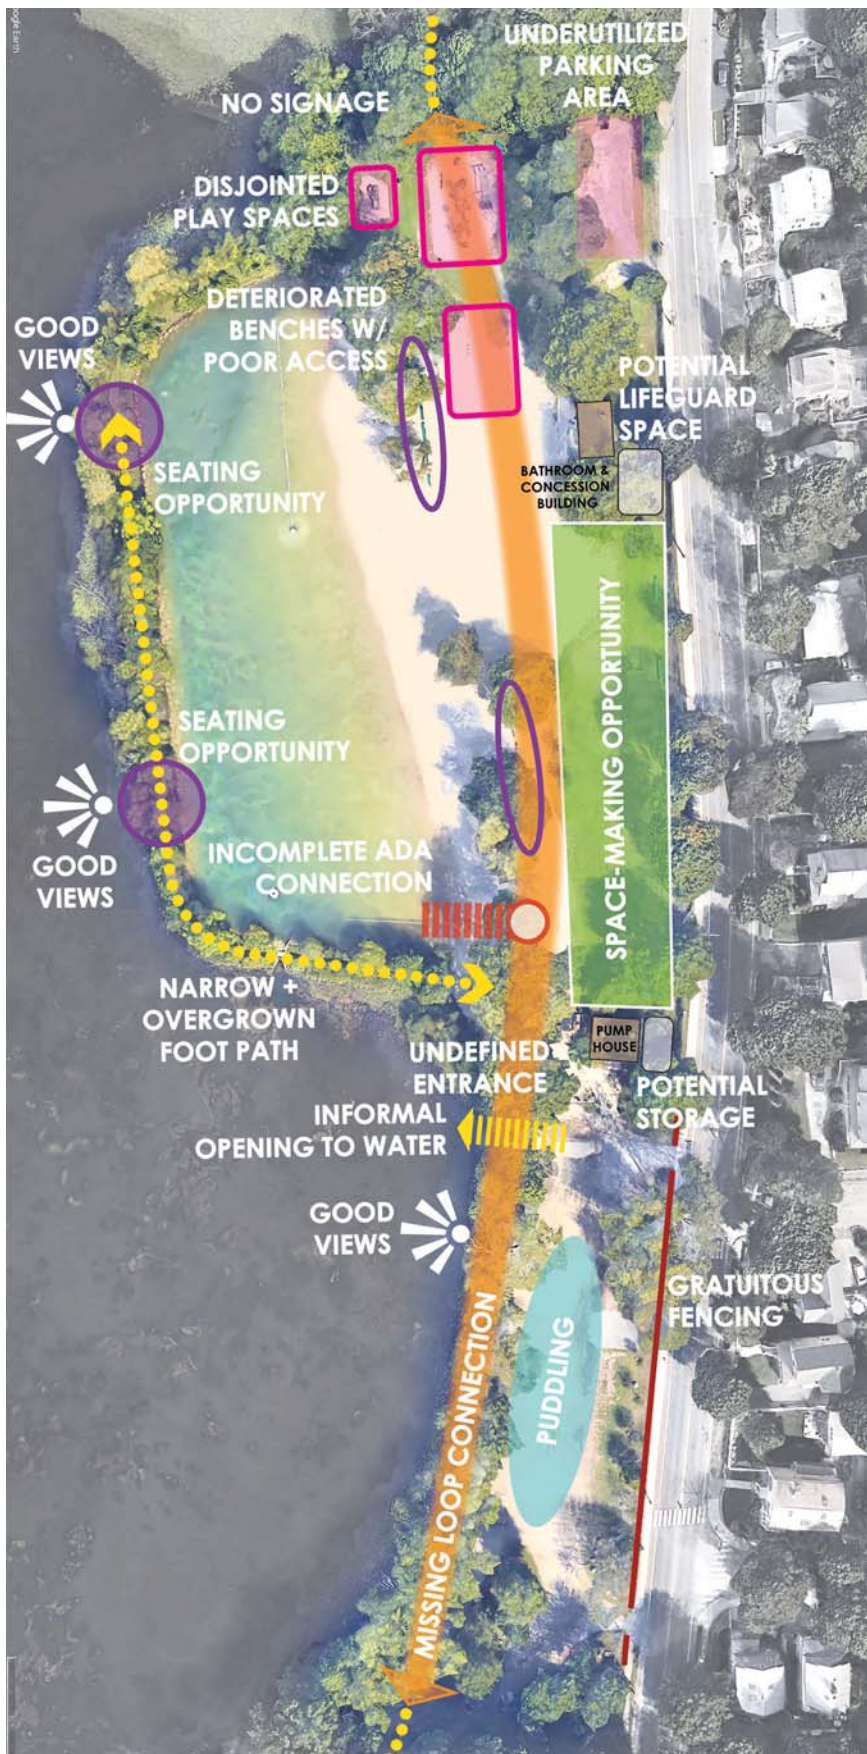 Google Earth
UNDERUTILIZED
PARKING
AREA
NO SIGNAGE
DISJOINTED
PLAY SPACES
DETERIORATED
BENCHES W/
POOR ACCESS
GOOD
VIEWS
POTENTIAL
LIFEGUARD
SPACE
BATHROOM &
CONCESSION
BUILDING
SEATING
OPPORTUNITY
SPACE-MAKING OPPORTUNITY
SEATING
OPPORTUNITY
GOOD
VIEWS
INCOMPLETE ADA
CONNECTION
NARROW +
OVERGROWN
FOOT PATH
UNDEFINED
ENTRANCE
PUMP
HOUSE
POTENTIAL
STORAGE
INFORMAL
OPENING TO WATER
GOOD
VIEWS
GRATUITOUS
FENCING
PUDDLING
MISSING LOOP CONNECTION